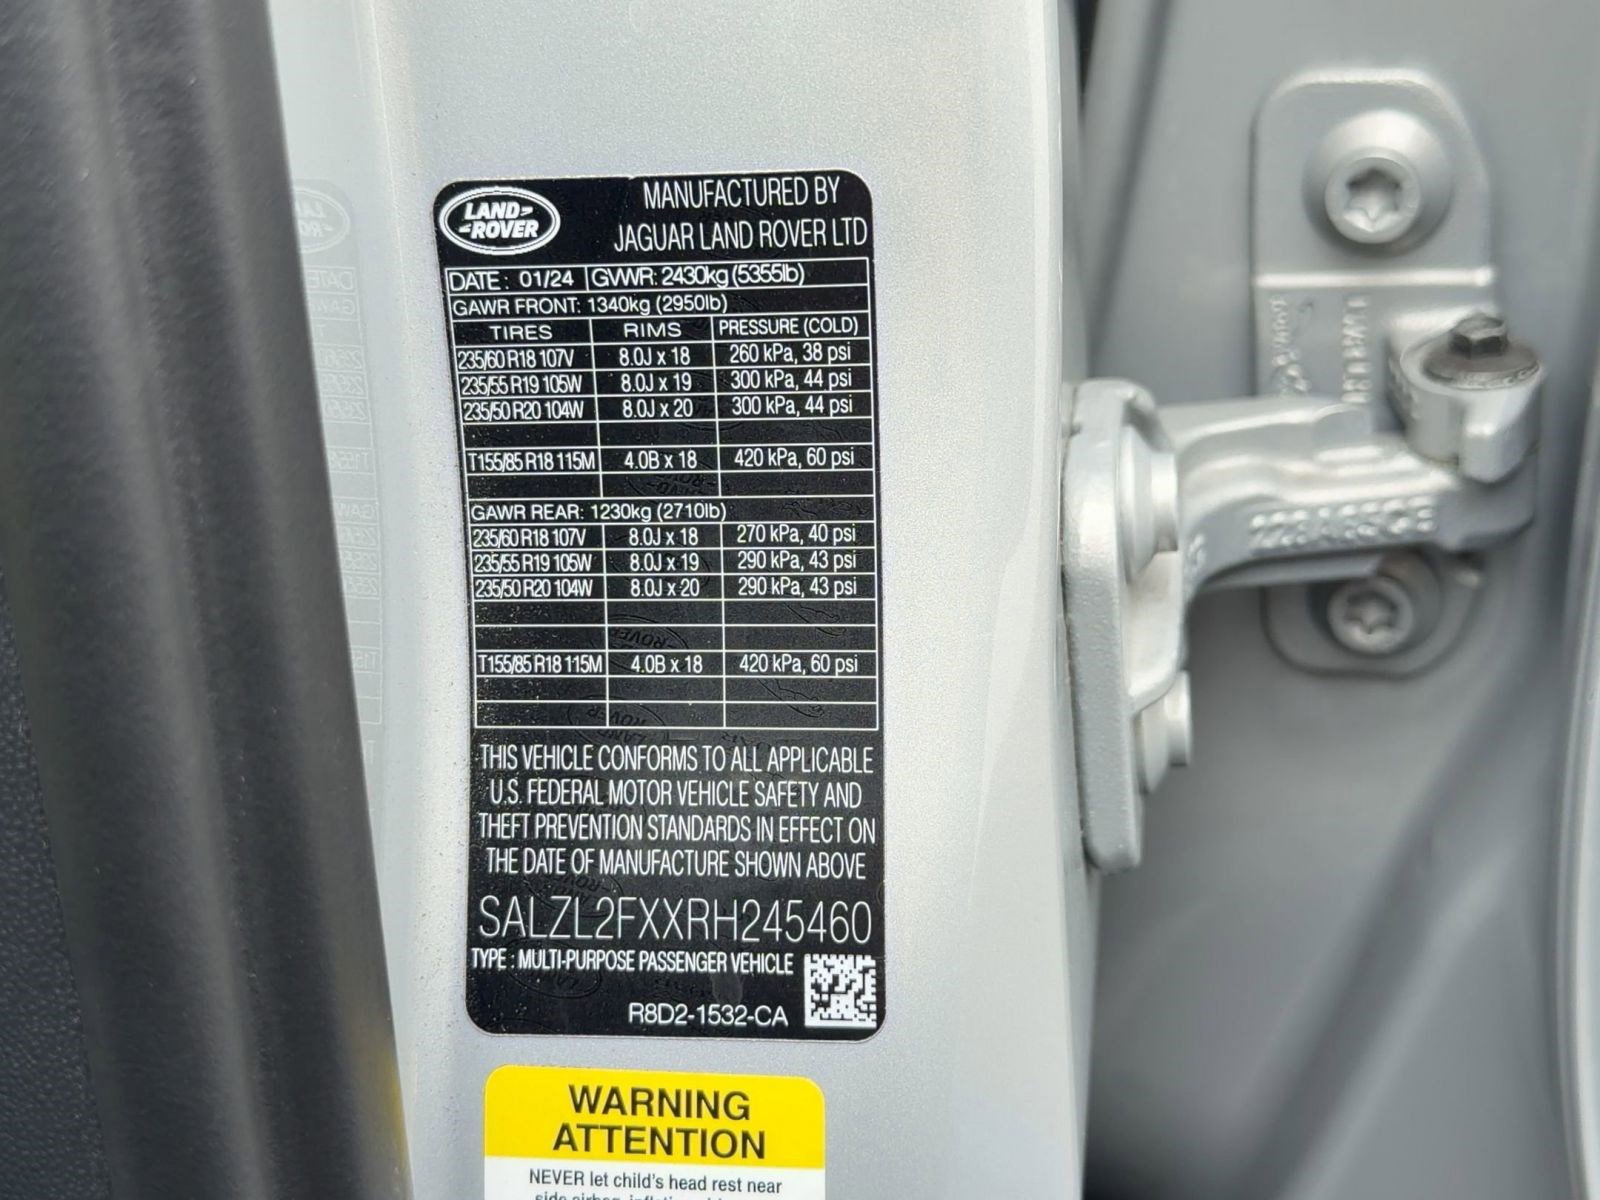 LAND-
-ROVER
MANUFACTURED BY
JAGUAR LAND ROVER LTD
DATE: 01/24 GVWR: 2430kg (5355lb)
GAWR FRONT: 1340kg (2950lb)
TIRES RIMS PRESSURE (COLD)
235/60 R18 107V 8.0J x 18 260 kPa, 38 psi
235/55 R19 105W 8.0J x 19 300 kPa, 44 psi
235/50 R20 104W 8.0J x 20 300 kPa, 44 psi
T155/85 R18 115M 4.0B x 18 420 kPa, 60 psi
GAWR REAR: 1230kg (2710lb)
235/60 R18 107V 8.0J x 18 270 kPa, 40 psi
235/55 R19 105W 8.0J x 19 290 kPa, 43 psi
235/50 R20 104W 8.0J x 20 290 kPa, 43 psi
T155/85 R18 115M 4.0B x 18 420 kPa, 60 psi
THIS VEHICLE CONFORMS TO ALL APPLICABLE
U.S. FEDERAL MOTOR VEHICLE SAFETY AND
THEFT PREVENTION STANDARDS IN EFFECT ON
THE DATE OF MANUFACTURE SHOWN ABOVE
SALZL2FXXRH245460
TYPE : MULTI-PURPOSE PASSENGER VEHICLE
R8D2-1532-CA
WARNING
ATTENTION
NEVER let child's head rest near